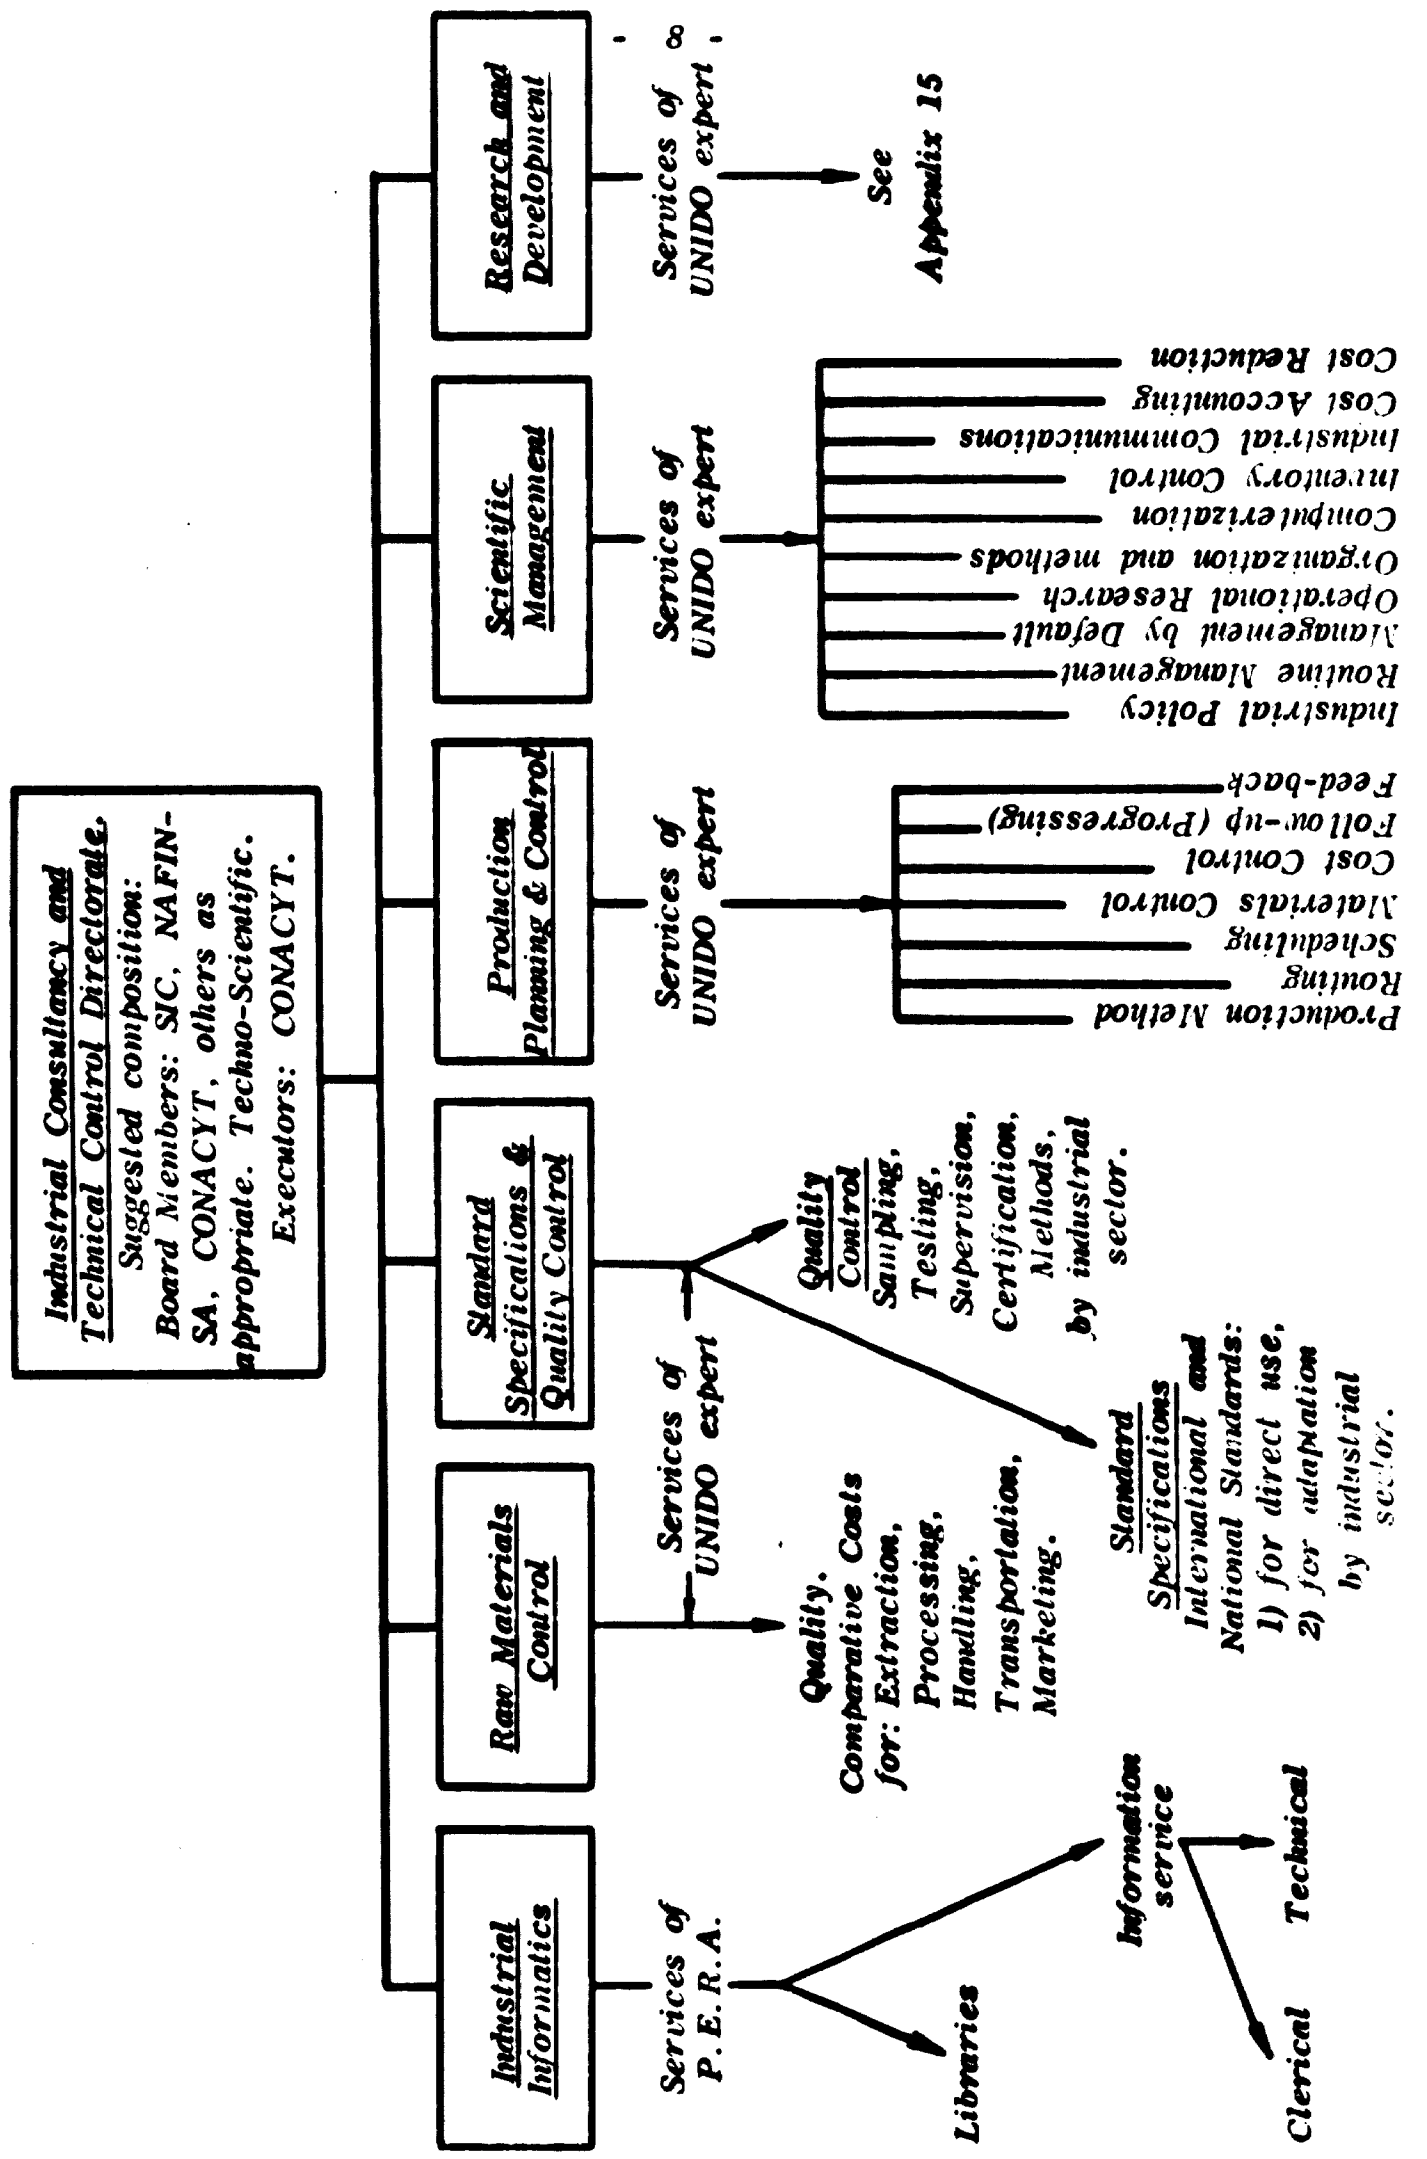 - 8 -
Industrial Consultancy and
Technical Control Directorate.
Suggested composition:
Board Members: SIC, NAFIN-
SA, CONACYT, others as
appropriate. Techno-Scientific.
Executors: CONACYT.
Industrial
Informatics
Services of
P.E.R.A.
Libraries
Information
service
Clerical
Technical
Raw Materials
Control
Services of
UNIDO expert
Quality.
Comparative Costs
for: Extraction,
Processing,
Handling,
Transportation,
Marketing.
Standard
Specifications &
Quality Control
Standard
Specifications
International and
National Standards:
1) for direct use,
2) for adaptation
by industrial
sector.
Quality
Control
Sampling,
Testing,
Supervision,
Certification,
Methods,
by industrial
sector.
Production
Planning & Control
Services of
UNIDO expert
Production Method
Routing
Scheduling
Materials Control
Cost Control
Follow-up (Progressing)
Feed-back
Scientific
Management
Services of
UNIDO expert
Industrial Policy
Routine Management
Management by Default
Operational Research
Organization and methods
Computerization
Inventory Control
Industrial Communications
Cost Accounting
Cost Reduction
Research and
Development
Services of
UNIDO expert
See
Appendix 15